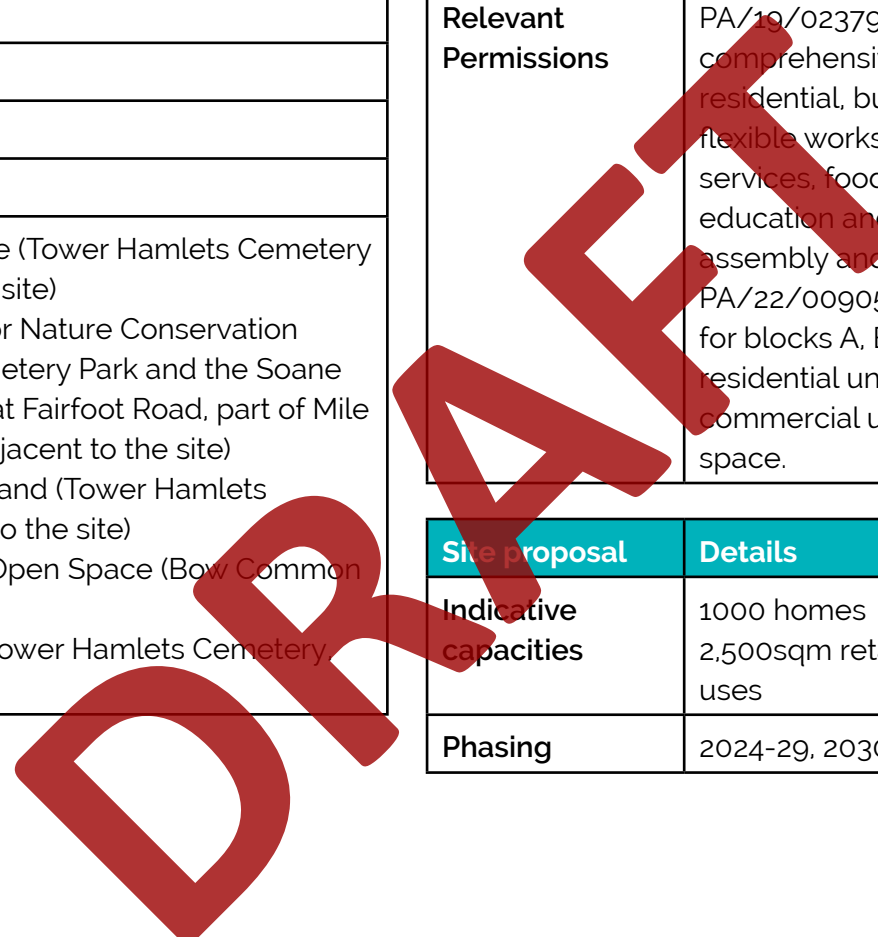 e (Tower Hamlets Cemetery
site)
or Nature Conservation
etery Park and the Soane
at Fairfoot Road, part of Mile
jacent to the site)
and (Tower Hamlets
o the site)
Open Space (Bow Common
ower Hamlets Cemetery,
Relevant
Permissions
PA/19/02379
comprehensi
residential, bu
flexible works
services, food
education and
assembly and
PA/22/00905
for blocks A, B
residential un
commercial u
space.
Site proposal Details
Indicative
capacities
1000 homes
2,500sqm ret
uses
Phasing 2024-29, 2030
DRAFT